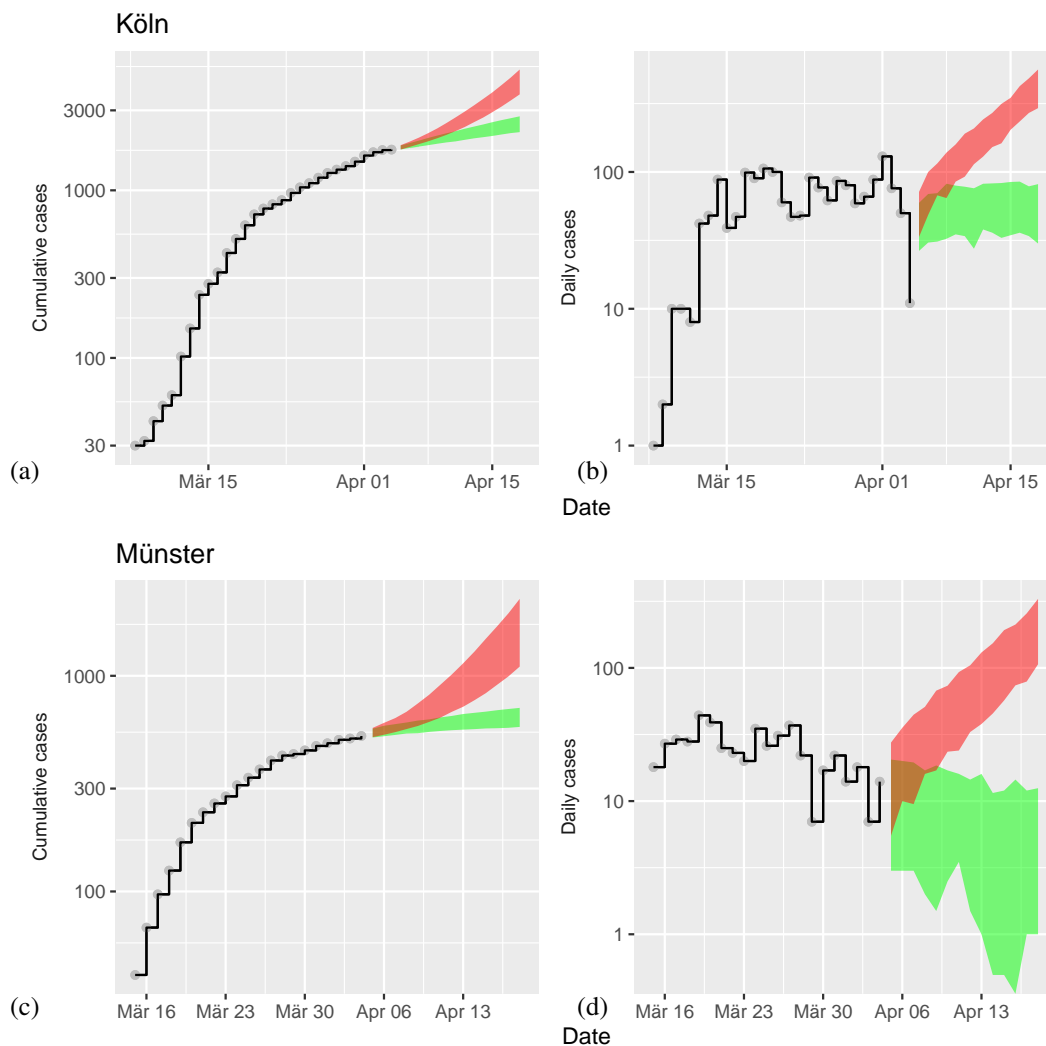 Köln
Cumulative cases
3000
1000
300
100
30
(a)
Mär 15
Apr 01
Apr 15
Daily cases
100
10
1
(b)
Mär 15
Apr 01
Apr 15
Date
Münster
Cumulative cases
1000
300
100
(c)
Mär 16
Mär 23
Mär 30
Apr 06
Apr 13
Daily cases
100
10
1
(d)
Mär 16
Mär 23
Mär 30
Apr 06
Apr 13
Date